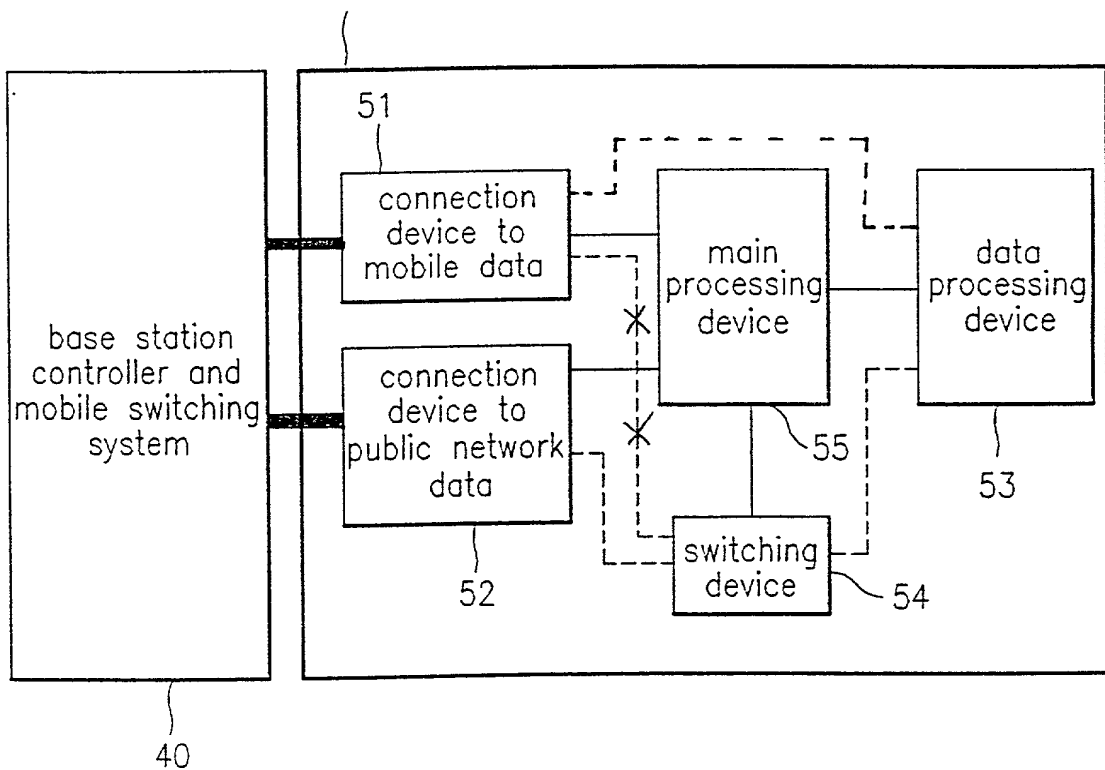 51
connection
device to
mobile data
main
processing
device
data
processing
device
base station
controller and
mobile switching
system
connection
device to
public network
data
55
53
52
switching
device
54
40